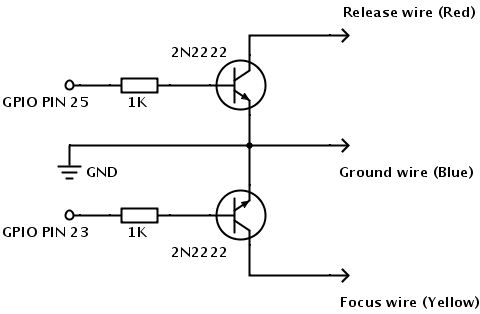 Release wire (Red)
2N2222
GPIO PIN 25
1K
GND
Ground wire (Blue)
GPIO PIN 23
1K
2N2222
Focus wire (Yellow)